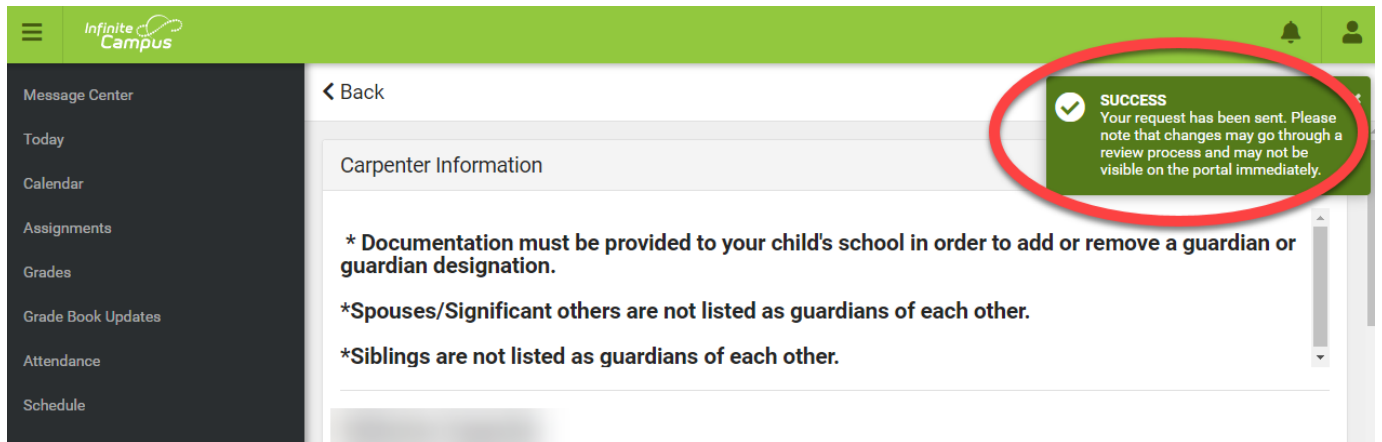 Infinite
Campus
Message Center
Today
Calendar
Assignments
Grades
Grade Book Updates
Attendance
Schedule
Back
SUCCESS
Your request has been sent. Please
note that changes may go through a
review process and may not be
visible on the portal immediately.
Carpenter Information
* Documentation must be provided to your child's school in order to add or remove a guardian or
guardian designation.
*Spouses/Significant others are not listed as guardians of each other.
*Siblings are not listed as guardians of each other.